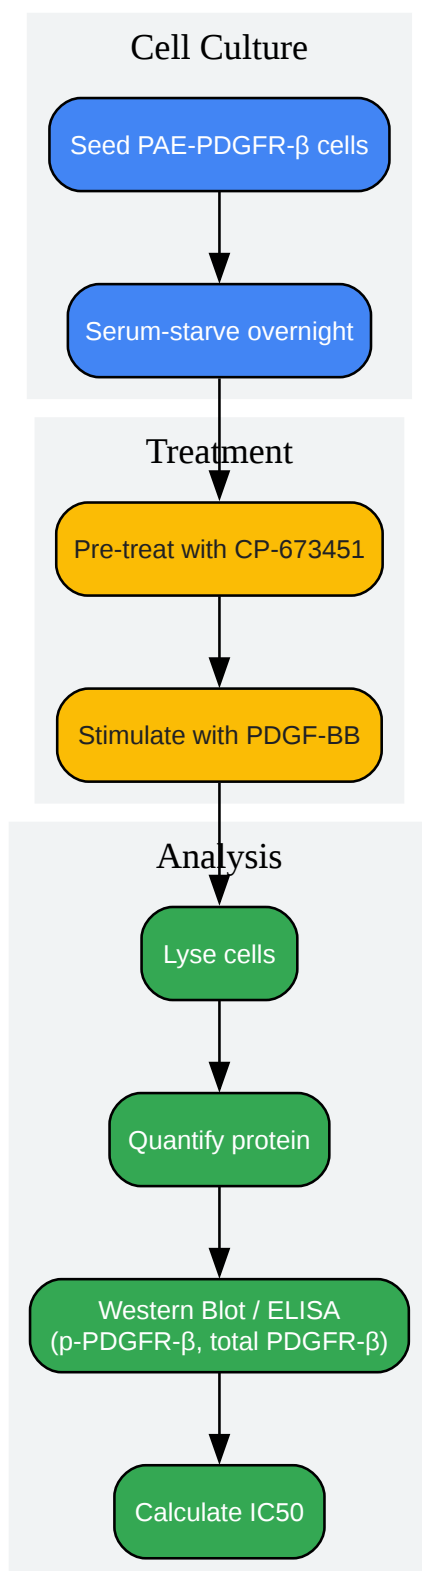 Cell Culture
Seed PAE-PDGFR-β cells
Serum-starve overnight
Treatment
Pre-treat with CP-673451
Stimulate with PDGF-BB
Analysis
Lyse cells
Quantify protein
Western Blot / ELISA
(p-PDGFR-β, total PDGFR-β)
Calculate IC50